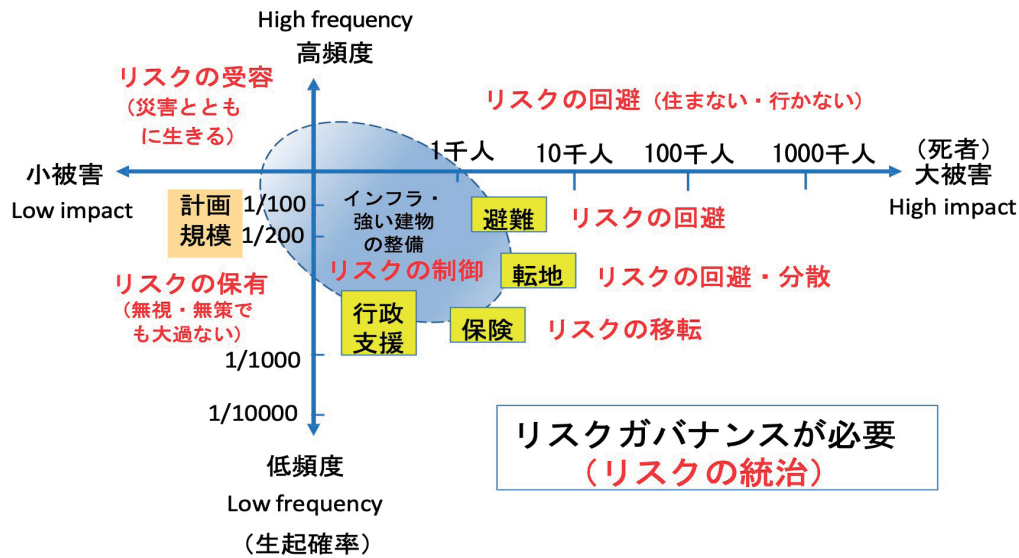 High frequency
高頻度
リスクの受容
（災害ととも
に生きる）
リスクの回避（住まない・行かない）
1千人
10千人
100千人
1000千人
（死者）
小被害
Low impact
大被害
High impact
計画
規模
1/100
1/200
インフラ・
強い建物
の整備
リスクの制御
避難
リスクの回避
転地
リスクの回避・分散
リスクの保有
（無視・無策で
も大過ない）
行政
支援
保険
リスクの移転
1/1000
1/10000
低頻度
Low frequency
（生起確率）
リスクガバナンスが必要
（リスクの統治）